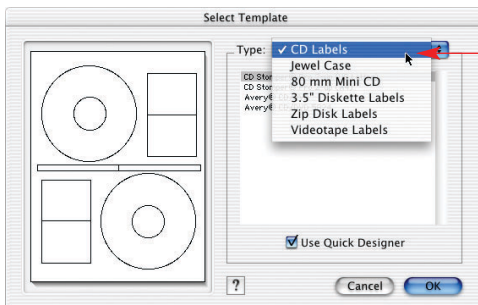 Select Template
Type:
✓ CD Labels
Jewel Case
80 mm Mini CD
3.5" Diskette Labels
Zip Disk Labels
Videotape Labels
CD Stor
CD Stor
Avery®
Avery®
Use Quick Designer
?
Cancel
OK